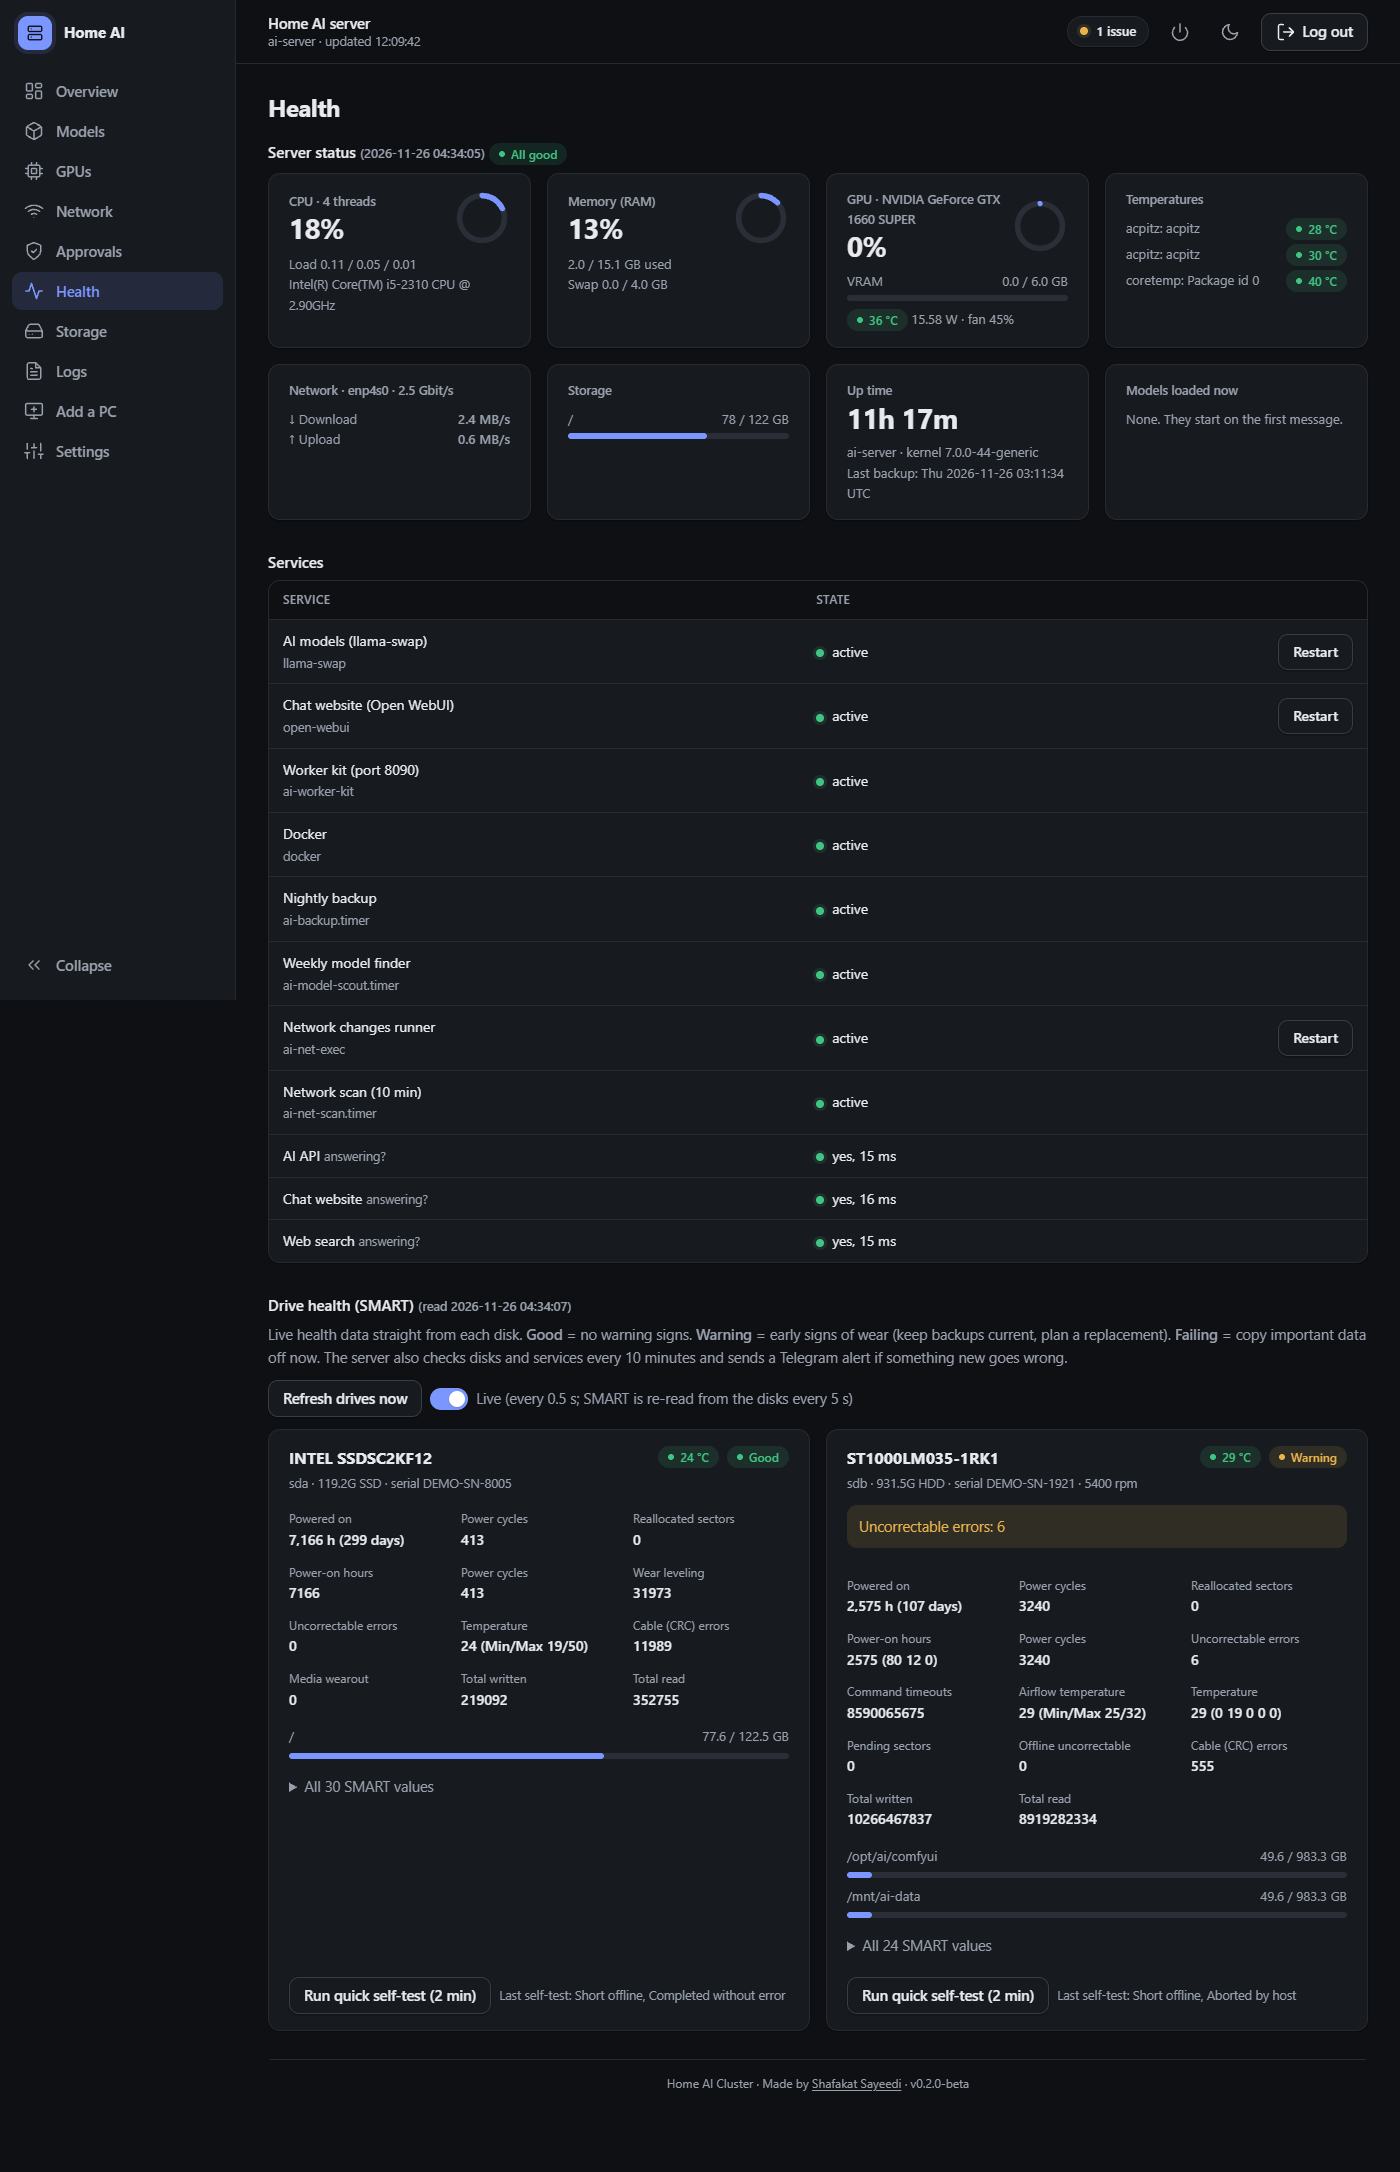 Home AI
Overview
Models
GPUs
Network
Approvals
Health
Storage
Logs
Add a PC
Settings
Collapse
Home AI server
ai-server · updated 12:09:42
1 issue
Log out
Health
Server status (2026-11-26 04:34:05) All good
CPU · 4 threads
18%
Load 0.11 / 0.05 / 0.01
Intel(R) Core(TM) i5-2310 CPU @
2.90GHz
Memory (RAM)
13%
2.0 / 15.1 GB used
Swap 0.0 / 4.0 GB
GPU · NVIDIA GeForce GTX
1660 SUPER
0%
VRAM 0.0 / 6.0 GB
36 °C 15.58 W · fan 45%
Temperatures
acpitz: acpitz 28 °C
acpitz: acpitz 30 °C
coretemp: Package id 0 40 °C
Network · enp4s0 · 2.5 Gbit/s
↓ Download 2.4 MB/s
↑ Upload 0.6 MB/s
Storage
/ 78 / 122 GB
Up time
11h 17m
ai-server · kernel 7.0.0-44-generic
Last backup: Thu 2026-11-26 03:11:34
UTC
Models loaded now
None. They start on the first message.
Services
SERVICE STATE
AI models (llama-swap)
llama-swap
active
Restart
Chat website (Open WebUI)
open-webui
active
Restart
Worker kit (port 8090)
ai-worker-kit
active
Docker
docker
active
Nightly backup
ai-backup.timer
active
Weekly model finder
ai-model-scout.timer
active
Network changes runner
ai-net-exec
active
Restart
Network scan (10 min)
ai-net-scan.timer
active
AI API answering? yes, 15 ms
Chat website answering? yes, 16 ms
Web search answering? yes, 15 ms
Drive health (SMART) (read 2026-11-26 04:34:07)
Live health data straight from each disk. Good = no warning signs. Warning = early signs of wear (keep backups current, plan a replacement). Failing = copy important data
off now. The server also checks disks and services every 10 minutes and sends a Telegram alert if something new goes wrong.
Refresh drives now Live (every 0.5 s; SMART is re-read from the disks every 5 s)
INTEL SSDSC2KF12 24 °C Good
sda · 119.2G SSD · serial DEMO-SN-8005
Powered on Power cycles Reallocated sectors
7,166 h (299 days) 413 0
Power-on hours Power cycles Wear leveling
7166 413 31973
Uncorrectable errors Temperature Cable (CRC) errors
0 24 (Min/Max 19/50) 11989
Media wearout Total written Total read
0 219092 352755
/ 77.6 / 122.5 GB
All 30 SMART values
Run quick self-test (2 min) Last self-test: Short offline, Completed without error
ST1000LM035-1RK1 29 °C Warning
sdb · 931.5G HDD · serial DEMO-SN-1921 · 5400 rpm
Uncorrectable errors: 6
Powered on Power cycles Reallocated sectors
2,575 h (107 days) 3240 0
Power-on hours Power cycles Uncorrectable errors
2575 (80 12 0) 3240 6
Command timeouts Airflow temperature Temperature
8590065675 29 (Min/Max 25/32) 29 (0 19 0 0 0)
Pending sectors Offline uncorrectable Cable (CRC) errors
0 0 555
Total written Total read
10266467837 8919282334
/opt/ai/comfyui 49.6 / 983.3 GB
/mnt/ai-data 49.6 / 983.3 GB
All 24 SMART values
Run quick self-test (2 min) Last self-test: Short offline, Aborted by host
Home AI Cluster · Made by Shafakat Sayeedi · v0.2.0-beta